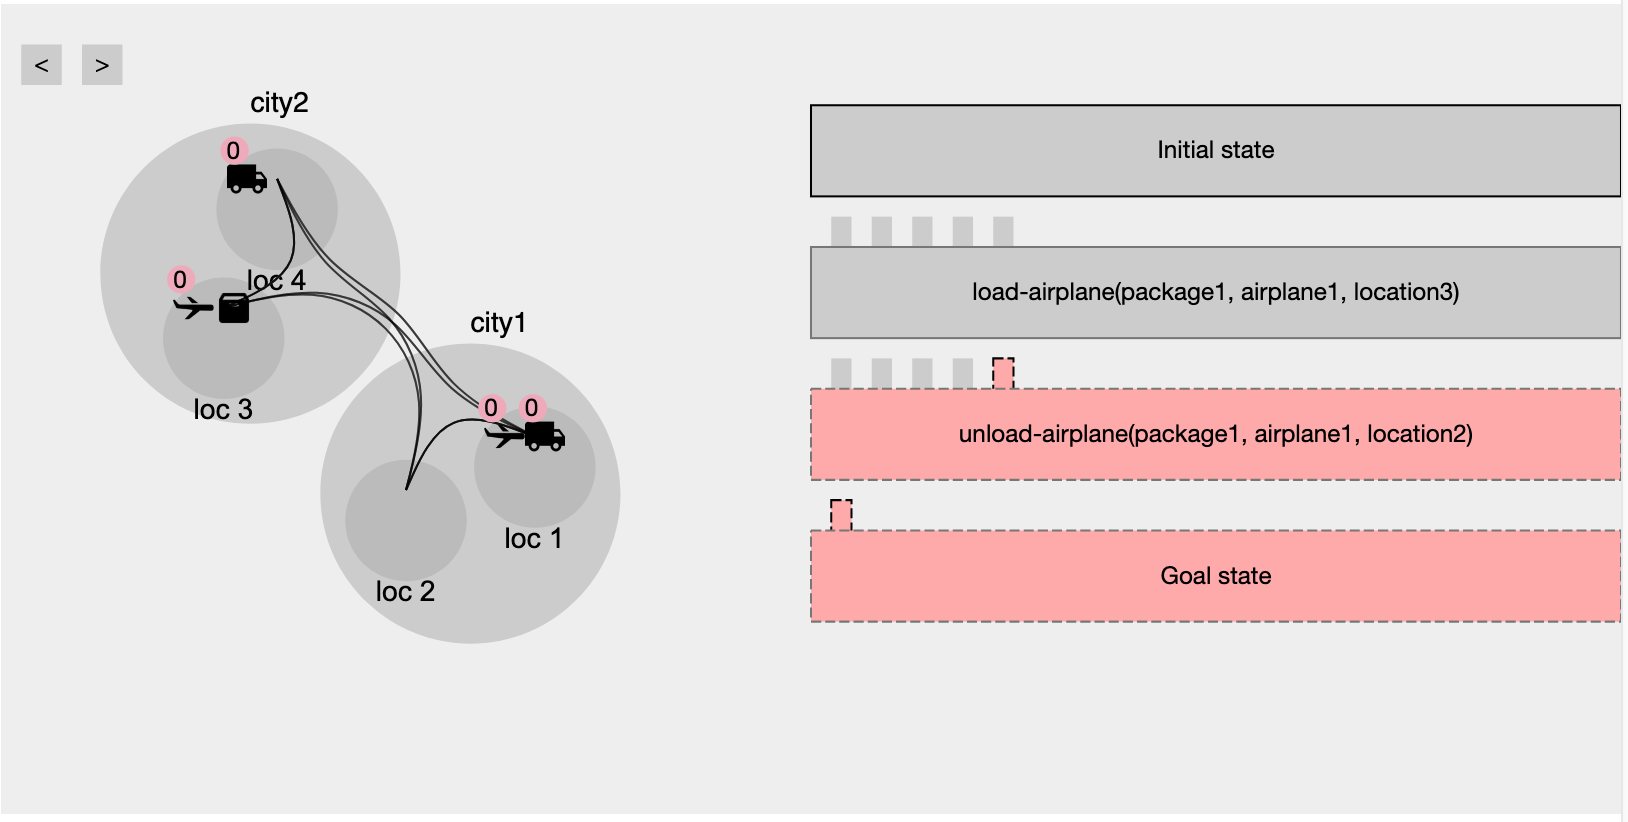 < >
city2
0
loc 4
0
loc 3
city1
0 0
loc 1
loc 2
Initial state
load-airplane(package1, airplane1, location3)
unload-airplane(package1, airplane1, location2)
Goal state